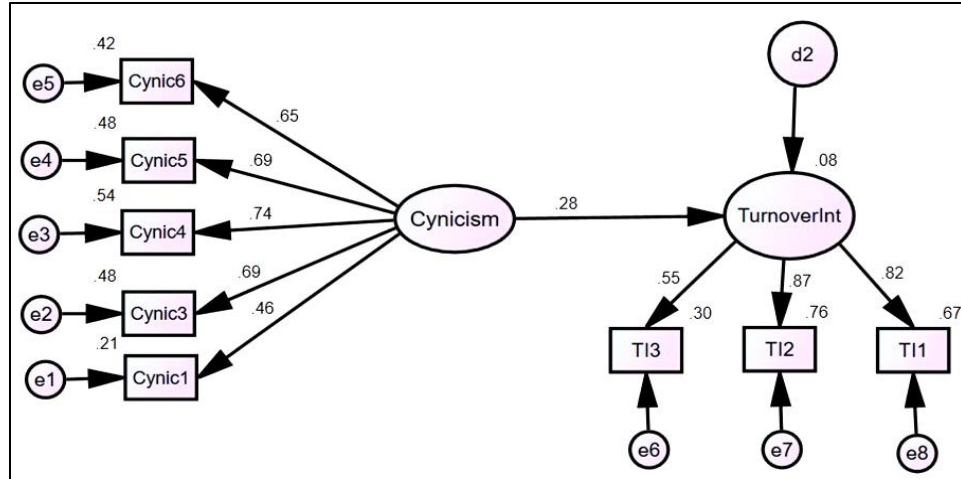 .42
e5
Cynic6
.65
.48
e4
Cynic5
.69
.54
e3
Cynic4
.74
.48
e2
Cynic3
.69
.21
e1
Cynic1
.46
Cynicism
.28
d2
.08
TurnoverInt
.55
.87
.82
.30
.76
.67
TI3
TI2
TI1
e6
e7
e8